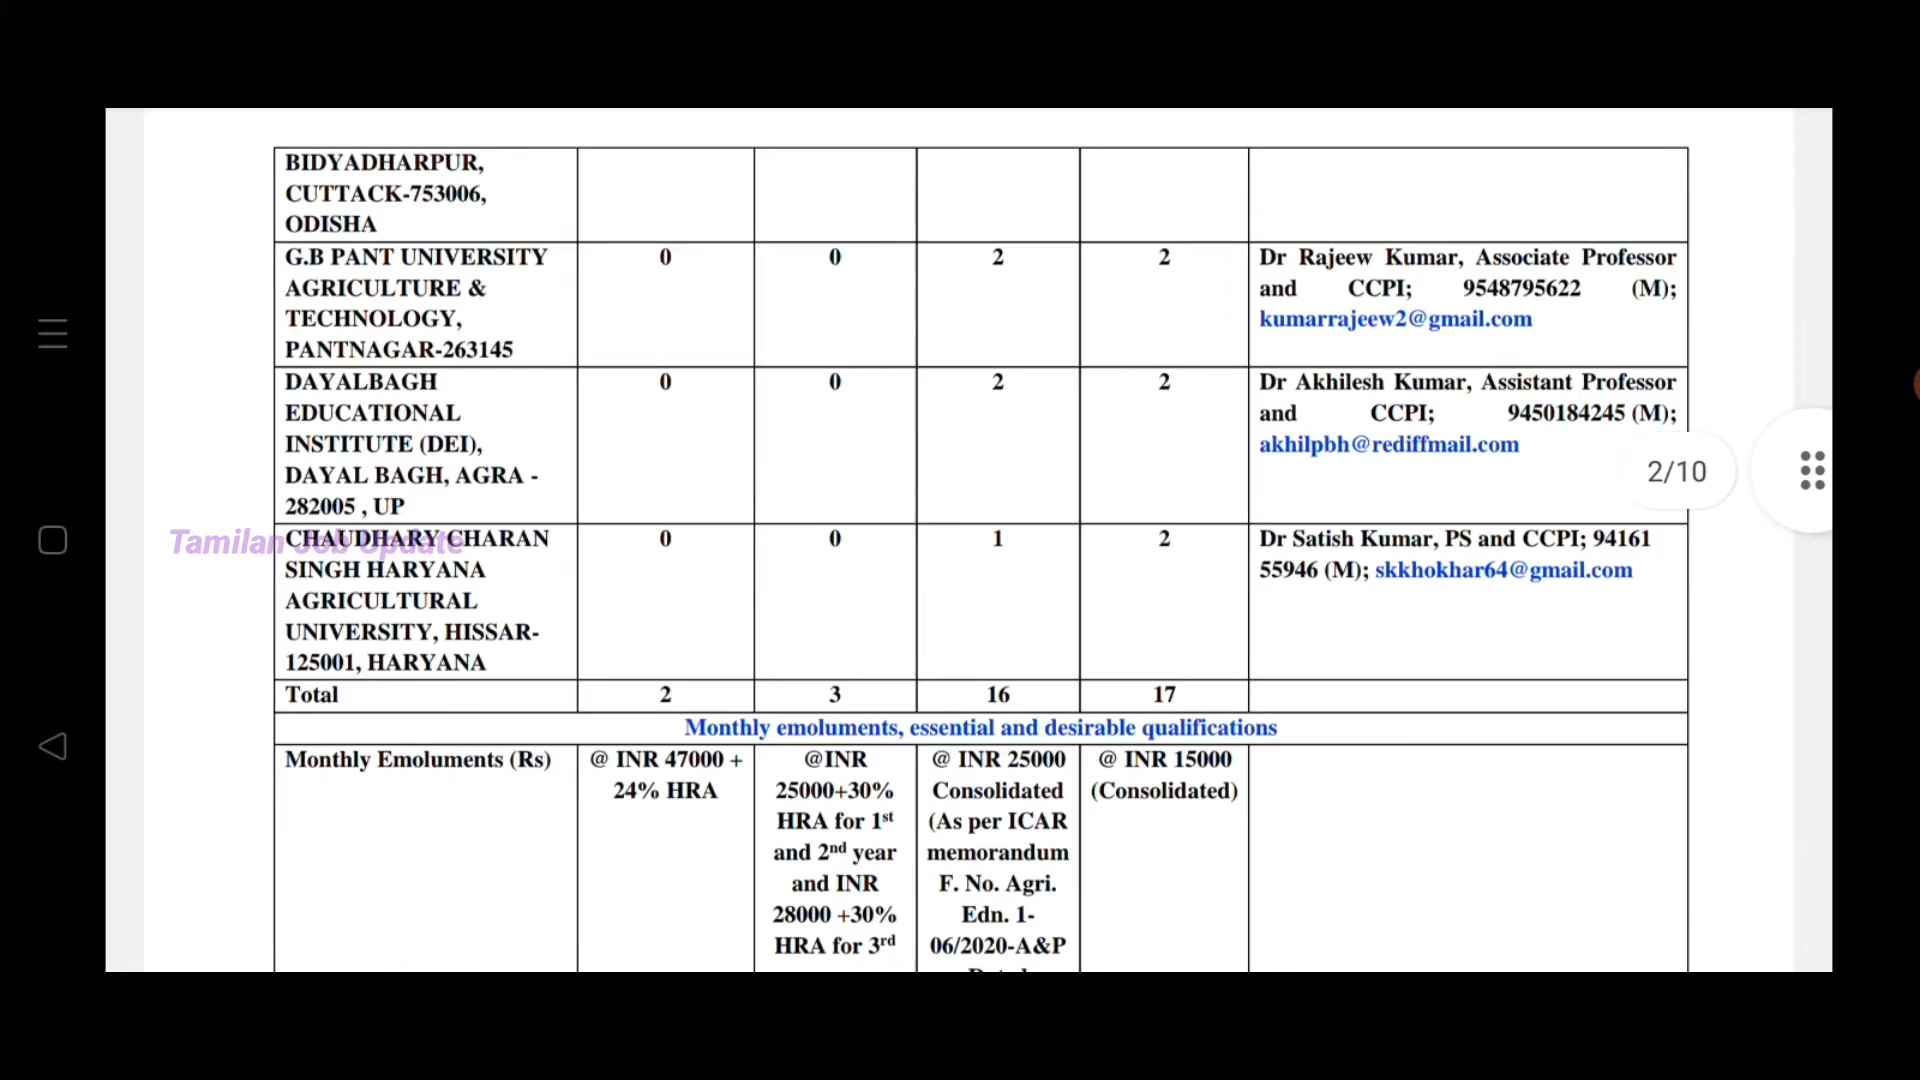 BIDYADHARPUR,
CUTTACK-753006,
ODISHA
G.B PANT UNIVERSITY
AGRICULTURE &
TECHNOLOGY,
PANTNAGAR-263145
0
0
2
2
Dr Rajeew Kumar, Associate Professor
and CCPI; 9548795622 (M);
kumarrajeew2@gmail.com
DAYALBAGH
EDUCATIONAL
INSTITUTE (DEI),
DAYAL BAGH, AGRA -
282005 , UP
0
0
2
2
Dr Akhilesh Kumar, Assistant Professor
and CCPI; 9450184245 (M);
akhilpbh@rediffmail.com
2/10
Tamilan Job Update
CHAUDHARY CHARAN
SINGH HARYANA
AGRICULTURAL
UNIVERSITY, HISSAR-
125001, HARYANA
0
0
1
2
Dr Satish Kumar, PS and CCPI; 94161
55946 (M); skkhokhar64@gmail.com
Total
2
3
16
17
Monthly emoluments, essential and desirable qualifications
Monthly Emoluments (Rs)
@ INR 47000 +
24% HRA
@INR
25000+30%
HRA for 1st
and 2nd year
and INR
28000 +30%
HRA for 3rd
@ INR 25000
Consolidated
(As per ICAR
memorandum
F. No. Agri.
Edn. 1-
06/2020-A&P
@ INR 15000
(Consolidated)